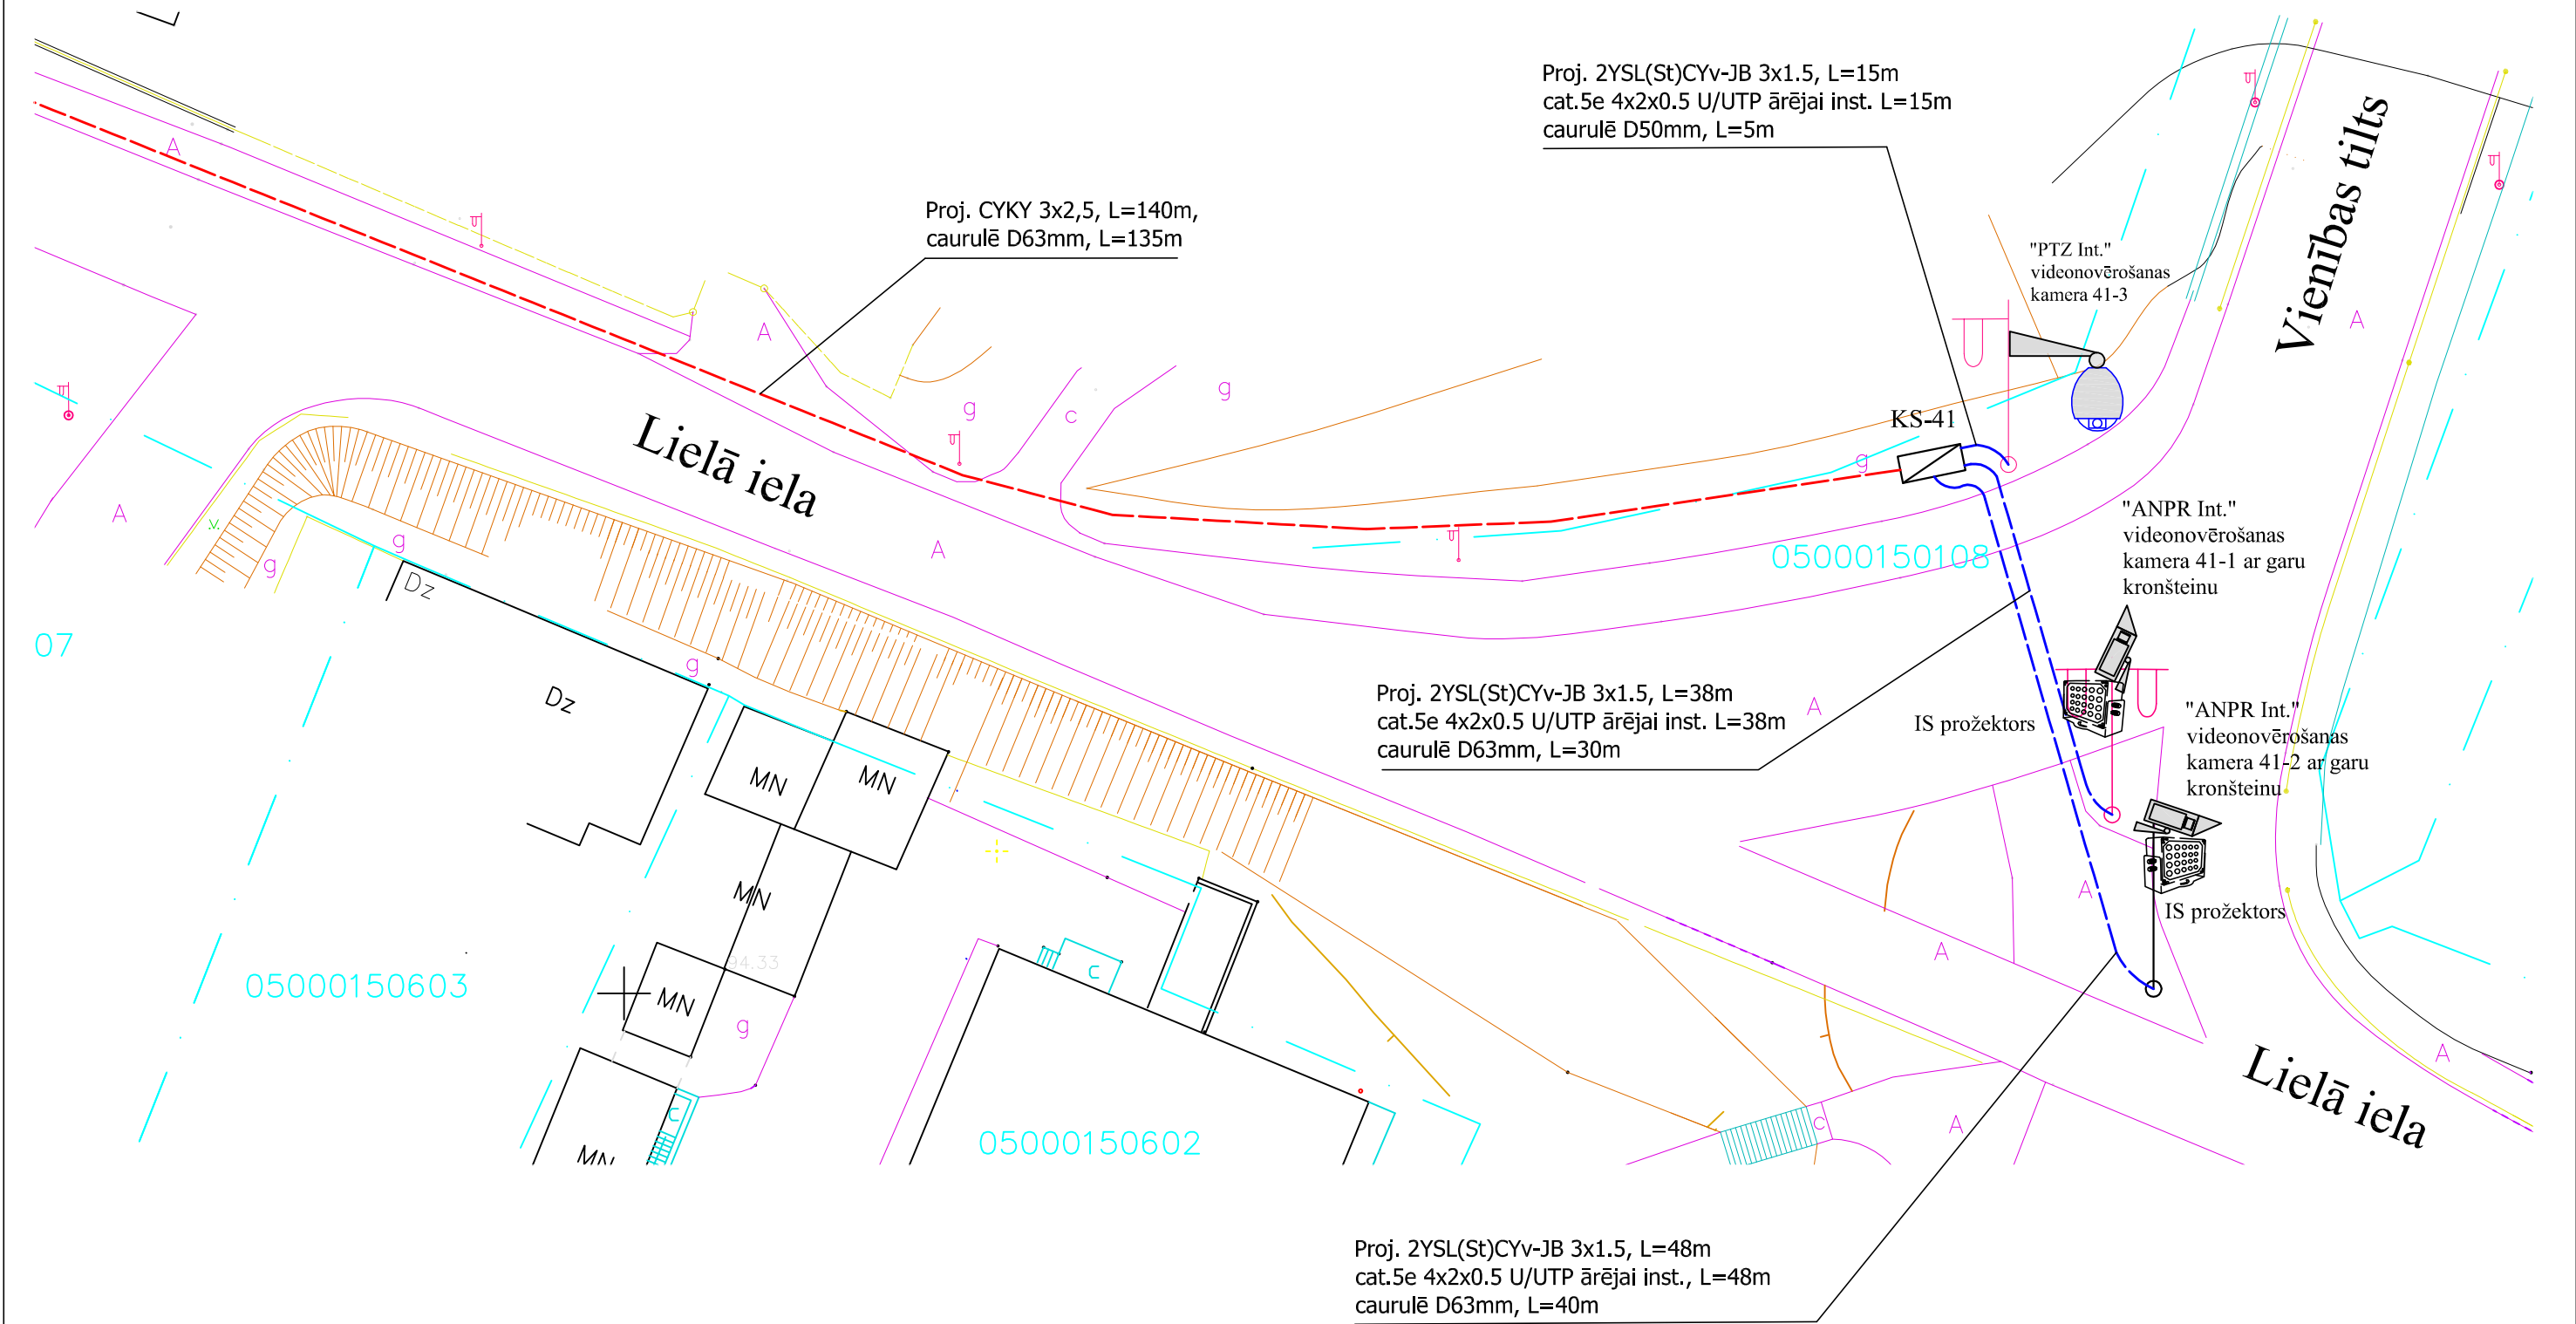 Proj. 2YSL(St)CYv-JB 3x1.5, L=15m
cat.5e 4x2x0.5 U/UTP ārējai inst. L=15m
caurulē D50mm, L=5m
Vienības tilts
A
Proj. CYKY 3x2,5, L=140m,
caurulē D63mm, L=135m
"PTZ Int."
videonovērošanas
kamera 41-3
A
A
g
g
c
KS-41
g
Lielā iela
A
A
v.
g
g
"ANPR Int."
videonovērošanas
kamera 41-1 ar garu
kronšteinu
05000150108
Dz
07
g
Dz
Proj. 2YSL(St)CYv-JB 3x1.5, L=38m
cat.5e 4x2x0.5 U/UTP ārējai inst. L=38m
caurulē D63mm, L=30m
A
IS prožektors
"ANPR Int."
videonovērošanas
kamera 41-2 ar garu
kronšteinu
MN
MN
MN
A
IS prožektors
94.33
A
c
05000150603
MN
g
Lielā iela
A
c
c
A
05000150602
MN
Proj. 2YSL(St)CYv-JB 3x1.5, L=48m
cat.5e 4x2x0.5 U/UTP ārējai inst., L=48m
caurulē D63mm, L=40m